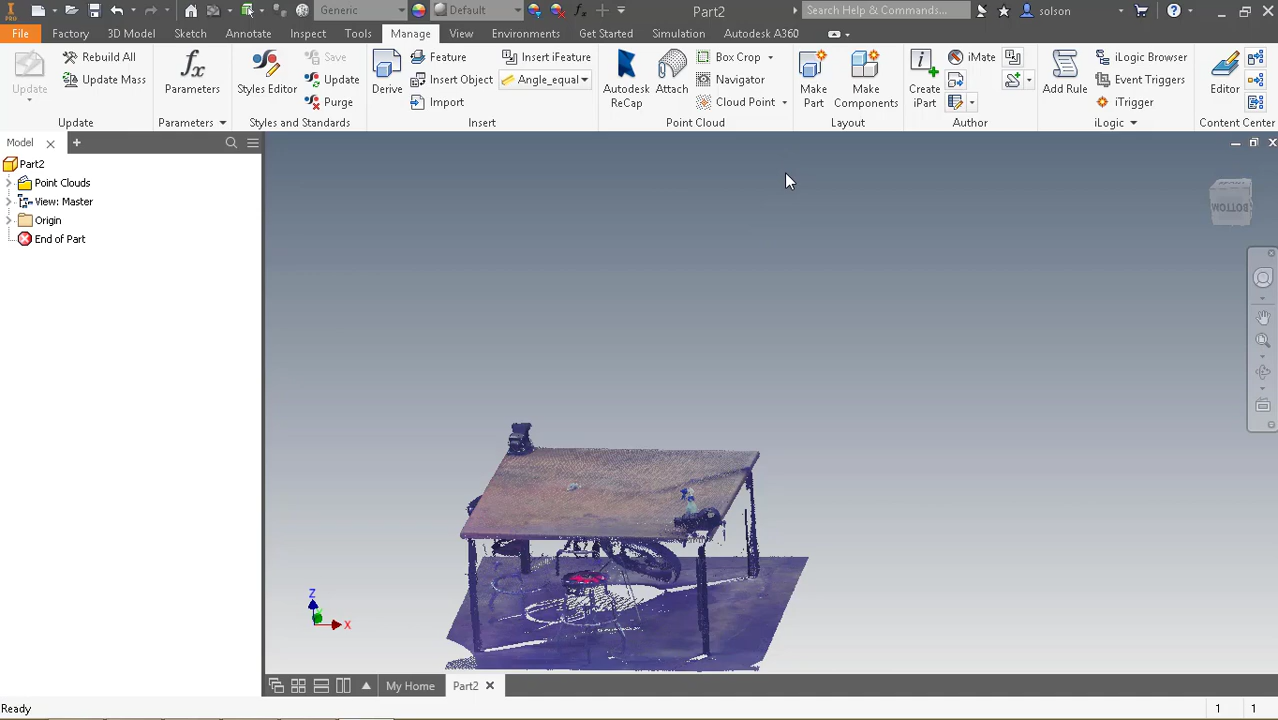 PRO
Generic
Default
fx
Part2
Search Help & Commands...
solson
File Factory 3D Model Sketch Annotate Inspect Tools Manage View Environments Get Started Simulation Autodesk A360
Update
Rebuild All
Update Mass
Update
fx
Parameters
Parameters
Styles Editor
Save
Update
Purge
Styles and Standards
Derive
Feature
Insert Object
Import
Insert iFeature
Angle_equal
Insert
Autodesk
ReCap
Attach
Box Crop
Navigator
Cloud Point
Point Cloud
Make
Part
Make
Components
Layout
Create
iPart
iMate
Author
Add Rule
iLogic Browser
Event Triggers
iTrigger
iLogic
Editor
Content Center
Model
Part2
Point Clouds
View: Master
Origin
End of Part
BOTTOM
Z
X
My Home
Part2
Ready
1 1